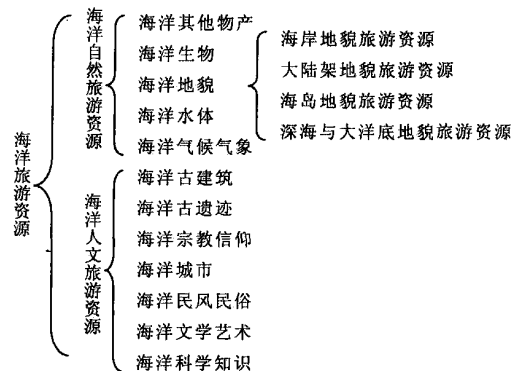 海洋旅游资源
海洋自然旅游资源
海洋其他物产
海洋生物
海洋地貌
海洋水体
海洋气候气象
海岸地貌旅游资源
大陆架地貌旅游资源
海岛地貌旅游资源
深海与大洋底地貌旅游资源
海洋人文旅游资源
海洋古建筑
海洋古遗迹
海洋宗教信仰
海洋城市
海洋民风民俗
海洋文学艺术
海洋科学知识